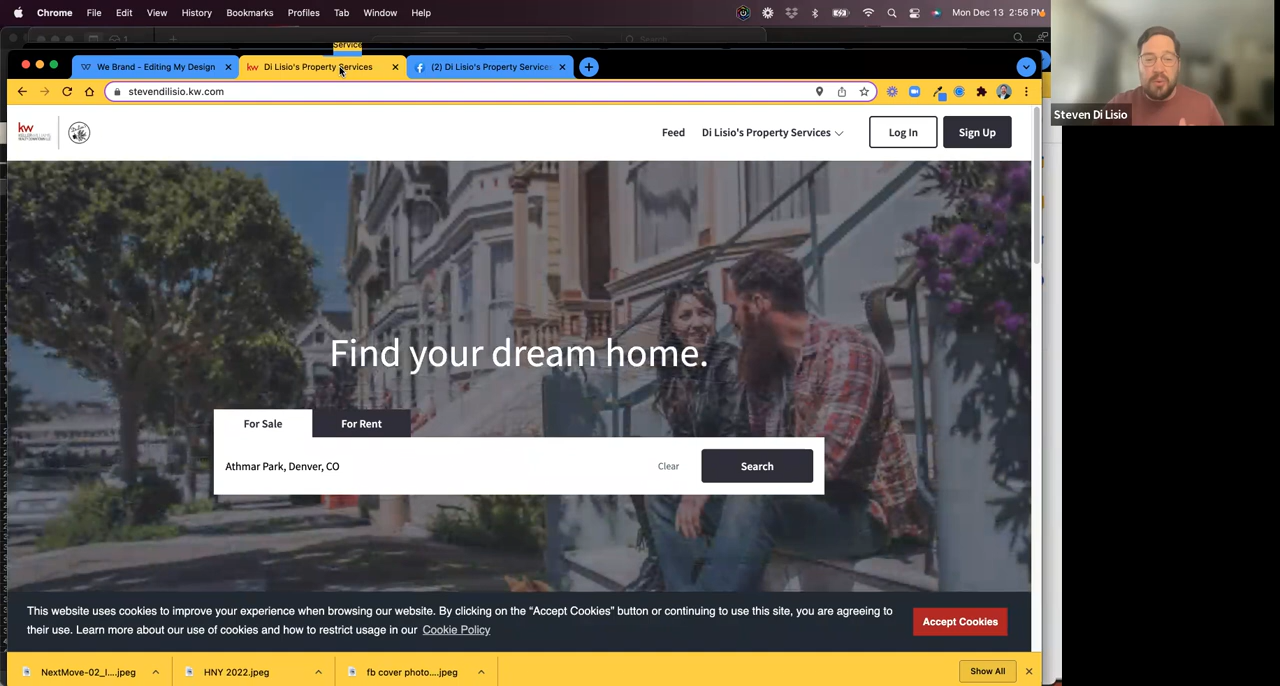 Chrome File Edit View History Bookmarks Profiles Tab Window Help Mon Dec 13 2:56 PM
Search
Service
We Brand - Editing My Design
Di Lisio's Property Services
(2) Di Lisio's Property Service
stevendilisio.kw.com
kw
Feed
Di Lisio's Property Services
Log In
Sign Up
Steven Di Lisio
Find your dream home.
For Sale
For Rent
Athmar Park, Denver, CO
Clear
Search
This website uses cookies to improve your experience when browsing our website. By clicking on the “Accept Cookies” button or continuing to use this site, you are agreeing to
their use. Learn more about our use of cookies and how to restrict usage in our Cookie Policy
Accept Cookies
NextMove-02_I....jpeg
HNY 2022.jpeg
fb cover photo....jpeg
Show All